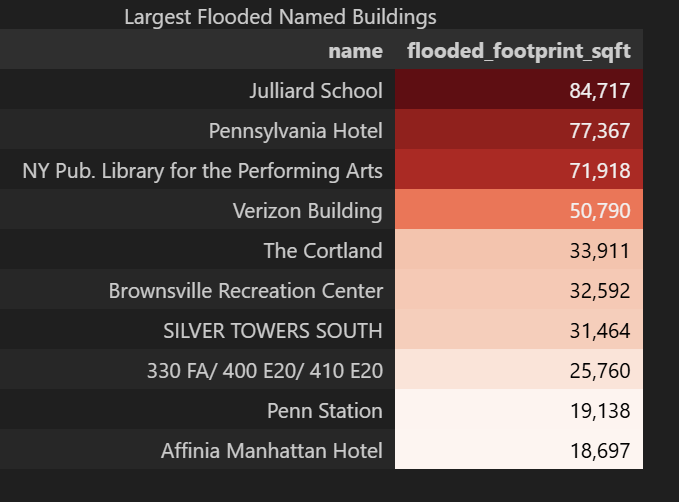 Largest Flooded Named Buildings
name flooded_footprint_sqft
Julliard School 84,717
Pennsylvania Hotel 77,367
NY Pub. Library for the Performing Arts 71,918
Verizon Building 50,790
The Cortland 33,911
Brownsville Recreation Center 32,592
SILVER TOWERS SOUTH 31,464
330 FA/ 400 E20/ 410 E20 25,760
Penn Station 19,138
Affinia Manhattan Hotel 18,697